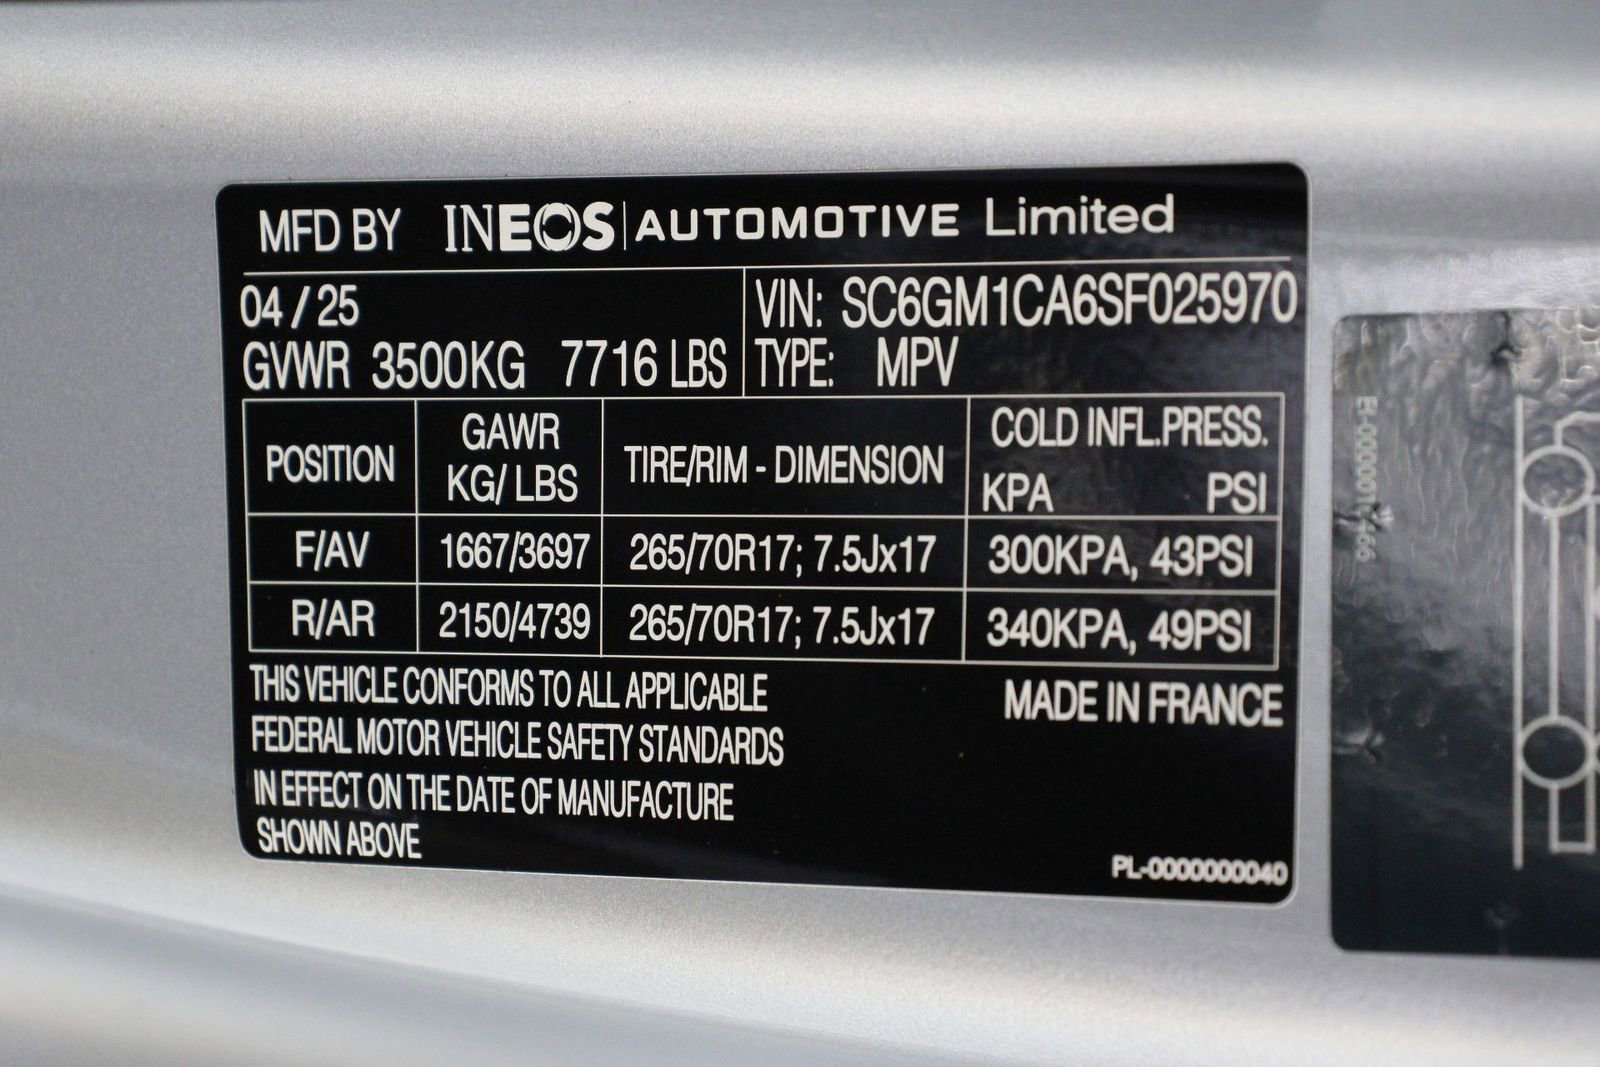 MFD BY INEOS | AUTOMOTIVE Limited
04 / 25
VIN: SC6GM1CA6SF025970
GVWR 3500KG 7716 LBS
TYPE: MPV
POSITION GAWR KG/ LBS TIRE/RIM - DIMENSION COLD INFL.PRESS. KPA PSI
F/AV 1667/3697 265/70R17; 7.5Jx17 300KPA, 43PSI
R/AR 2150/4739 265/70R17; 7.5Jx17 340KPA, 49PSI
THIS VEHICLE CONFORMS TO ALL APPLICABLE
FEDERAL MOTOR VEHICLE SAFETY STANDARDS
IN EFFECT ON THE DATE OF MANUFACTURE
SHOWN ABOVE
MADE IN FRANCE
PL-0000000040